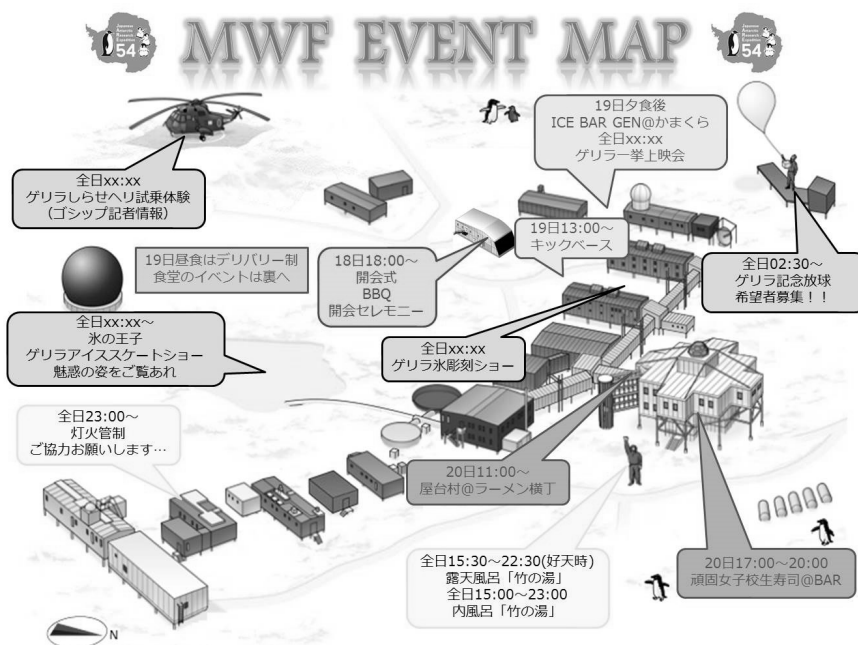 Japanese
Antarctic
Research
Expedition
54
MWF EVENT MAP
Japanese
Antarctic
Research
Expedition
54
19日夕食後
ICE BAR GEN@かまくら
全日xx:xx
ゲリラ一挙上映会
全日xx:xx
ゲリラしらせヘリ試乗体験
(ゴシップ記者情報)
19日昼食はデリバリー制
食堂のイベントは裏へ
18日18:00～
開会式
BBQ
開会セレモニー
19日13:00～
キックベース
全日02:30～
ゲリラ記念放球
希望者募集！！
全日xx:xx～
氷の王子
ゲリラアイススケートショー
魅惑の姿をご覧あれ
全日xx:xx
ゲリラ氷彫刻ショー
全日23:00～
灯火管制
ご協力お願いします…
20日11:00～
屋台村@ラーメン横丁
全日15:30～22:30(好天時)
露天風呂「竹の湯」
全日15:00～23:00
内風呂「竹の湯」
20日17:00～20:00
頑固女子校生寿司@BAR
N